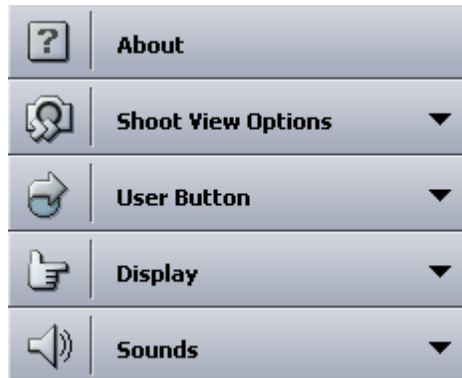 ?
About
Shoot View Options
User Button
Display
Sounds